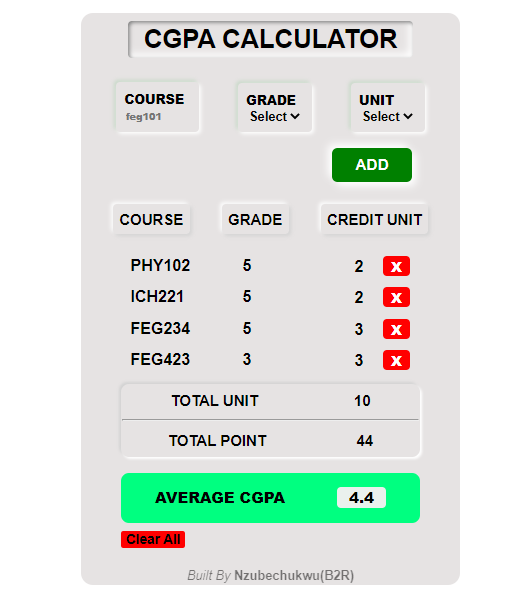 CGPA CALCULATOR
COURSE GRADE UNIT
feg101 Select Select
ADD
COURSE GRADE CREDIT UNIT
PHY102 5 2 X
ICH221 5 2 X
FEG234 5 3 X
FEG423 3 3 X
TOTAL UNIT 10
TOTAL POINT 44
AVERAGE CGPA 4.4
Clear All
Built By Nzubechukwu(B2R)